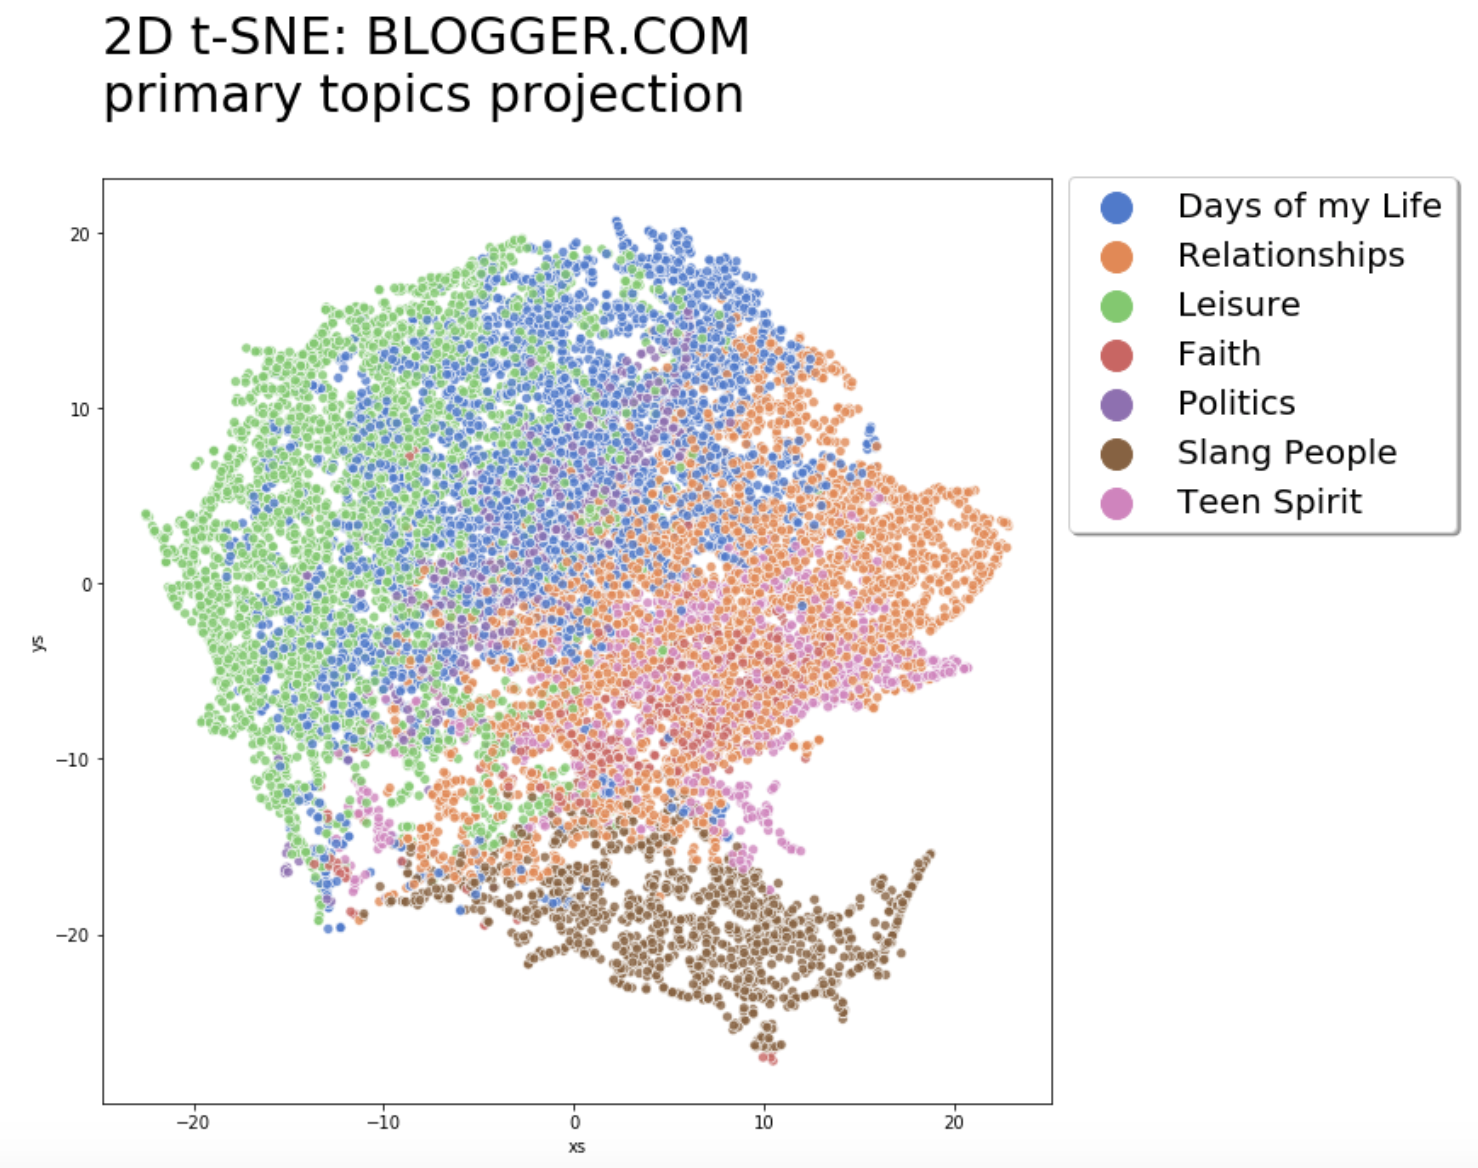 2D t-SNE: BLOGGER.COM
primary topics projection
Days of my Life
Relationships
Leisure
Faith
Politics
Slang People
Teen Spirit
20
10
0
−10
−20
ys
−20
−10
0
10
20
xs